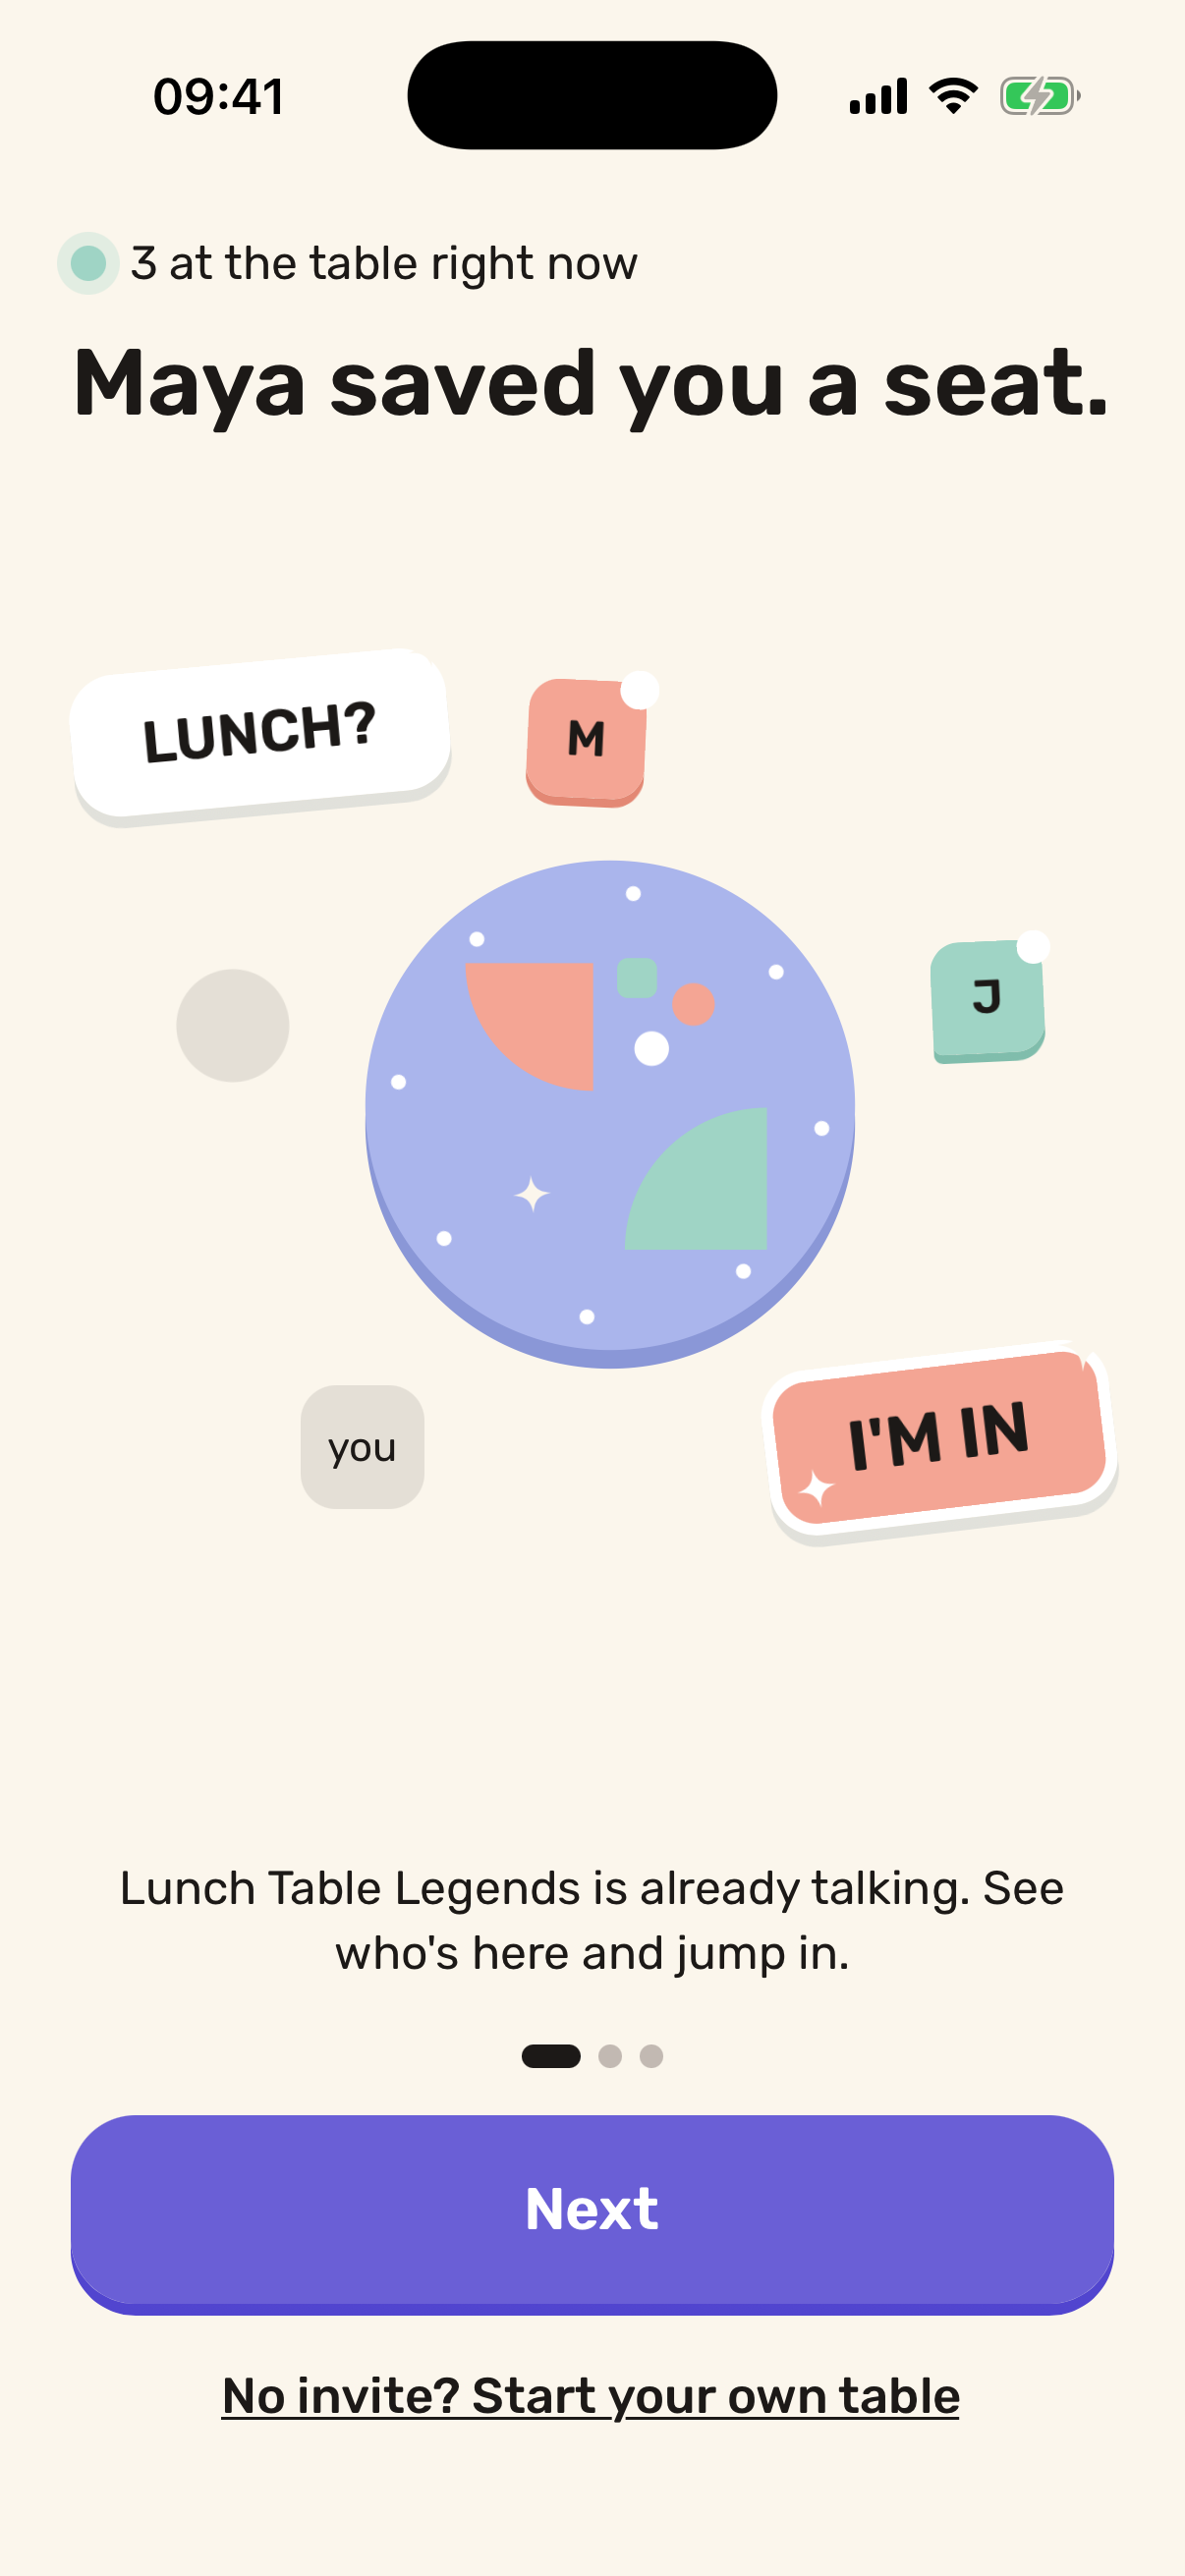 09:41
3 at the table right now
Maya saved you a seat.
LUNCH?
M
J
you
I'M IN
Lunch Table Legends is already talking. See
who's here and jump in.
Next
No invite? Start your own table